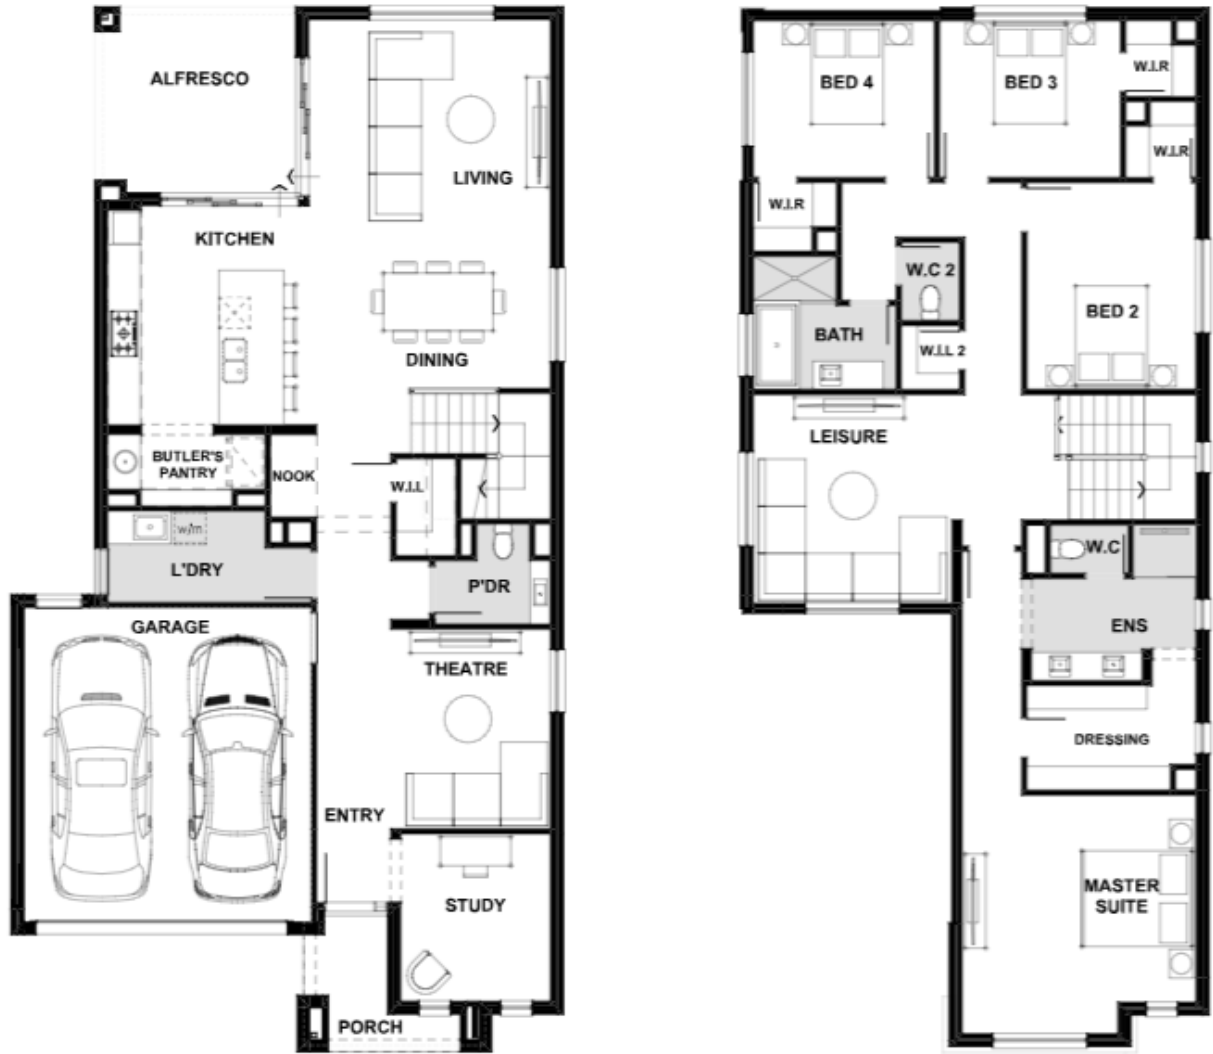 ALFRESCO
LIVING
KITCHEN
DINING
BUTLER'S
PANTRY
NOOK
W.I.L
w/m
L'DRY
P'DR
GARAGE
THEATRE
ENTRY
STUDY
PORCH
BED 4
BED 3
W.I.R
W.I.R
W.I.R
W.C 2
BED 2
BATH
W.I.L 2
LEISURE
W.C
ENS
DRESSING
MASTER
SUITE